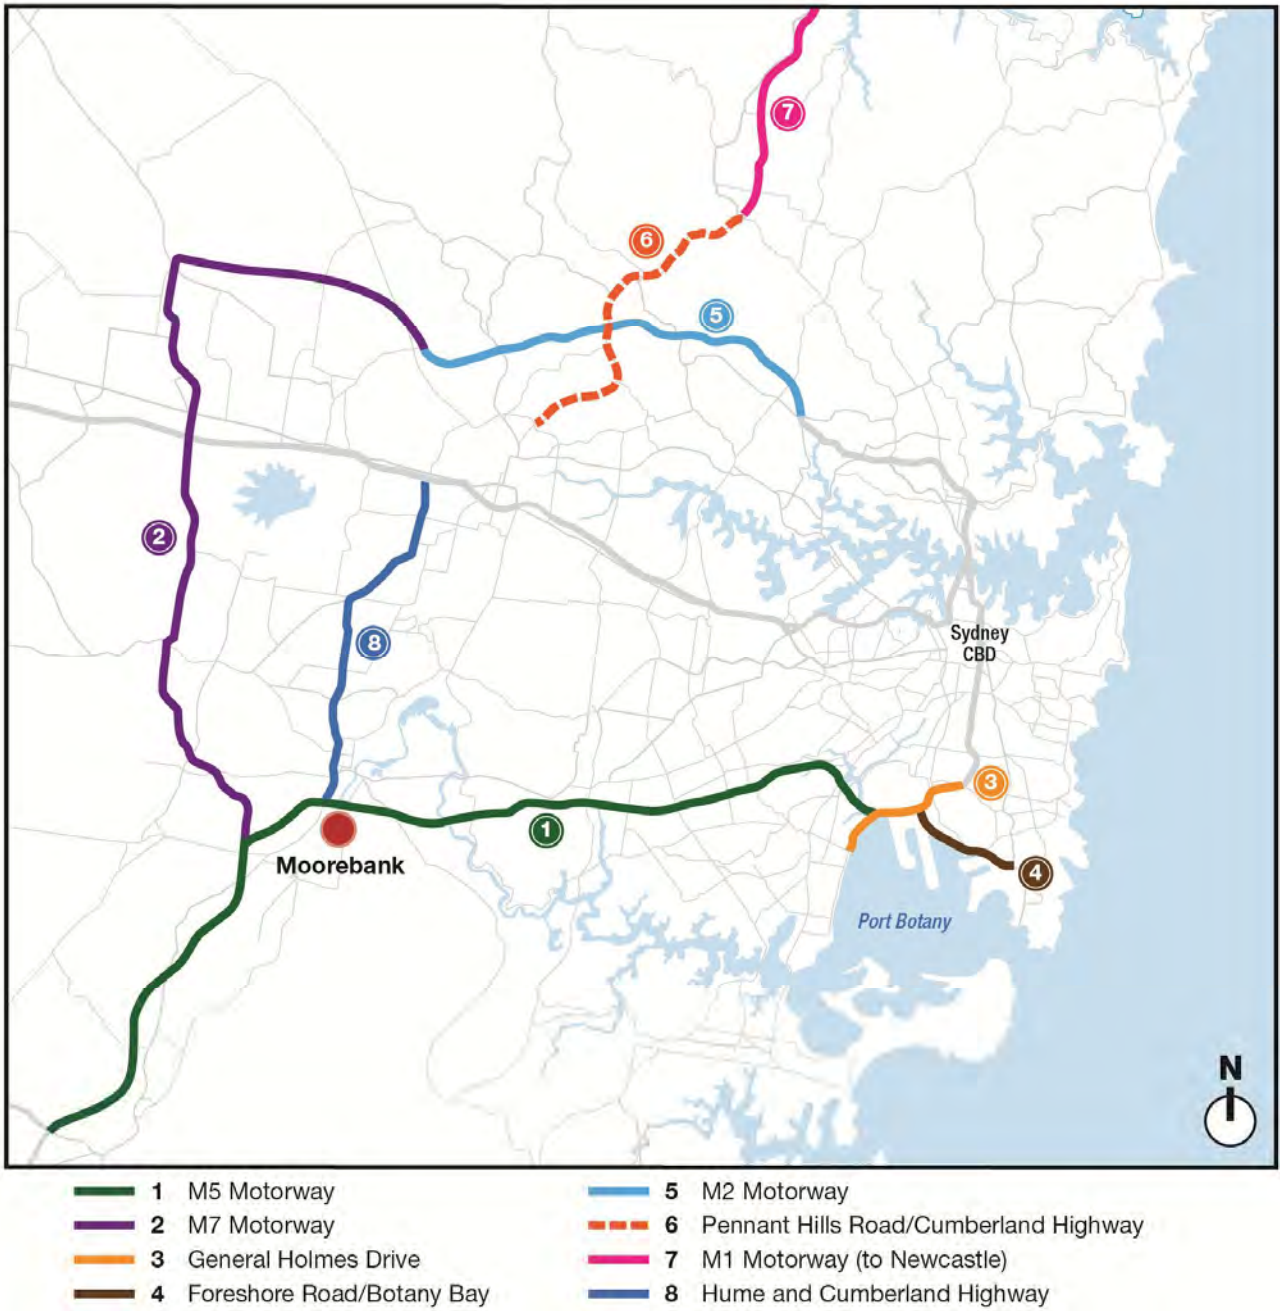 7
6
5
2
8
Sydney
CBD
3
1
Moorebank
4
Port Botany
N
1 M5 Motorway
2 M7 Motorway
3 General Holmes Drive
4 Foreshore Road/Botany Bay
5 M2 Motorway
6 Pennant Hills Road/Cumberland Highway
7 M1 Motorway (to Newcastle)
8 Hume and Cumberland Highway